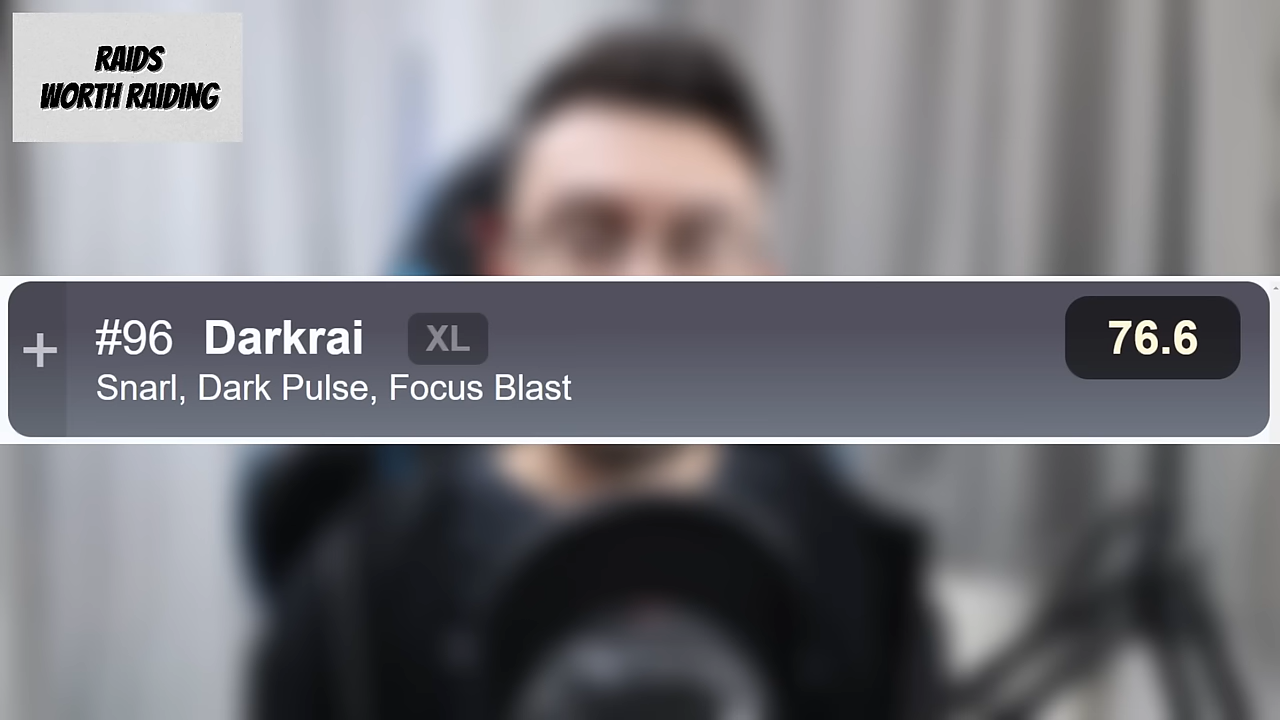 RAIDS
WORTH RAIDING
+
#96 Darkrai XL 76.6
Snarl, Dark Pulse, Focus Blast